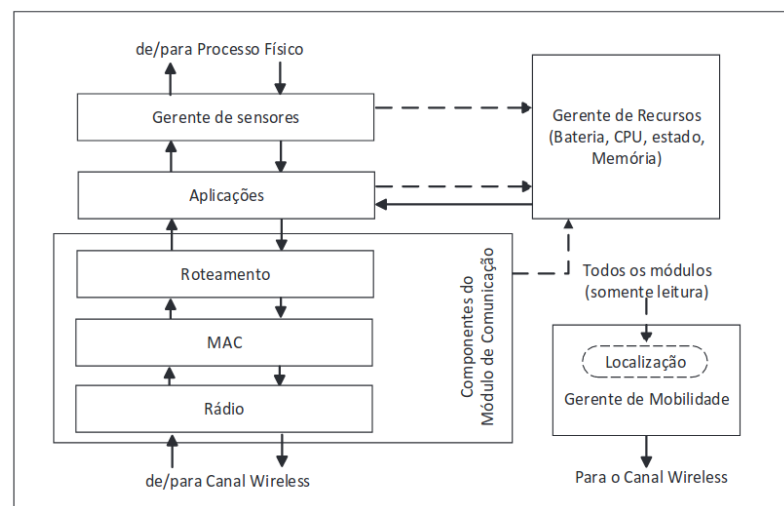 de/para Processo Físico
Gerente de sensores
Aplicações
Roteamento
MAC
Rádio
de/para Canal Wireless
Componentes do
Módulo de Comunicação
Gerente de Recursos
(Bateria, CPU, estado,
Memória)
Todos os módulos
(somente leitura)
Localização
Gerente de Mobilidade
Para o Canal Wireless